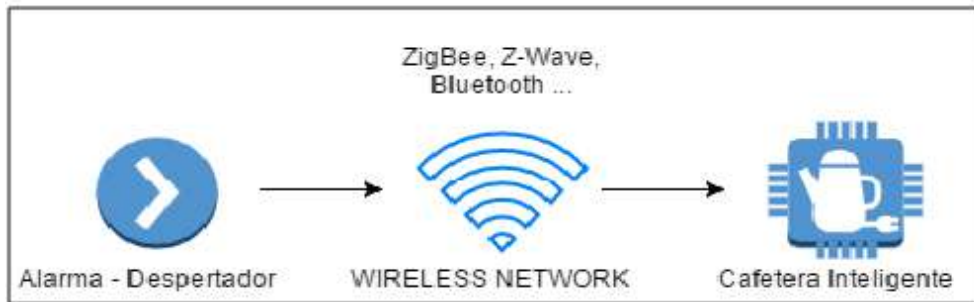 ZigBee, Z-Wave,
Bluetooth ...
Alarma - Despertador
WIRELESS NETWORK
Cafetera Inteligente